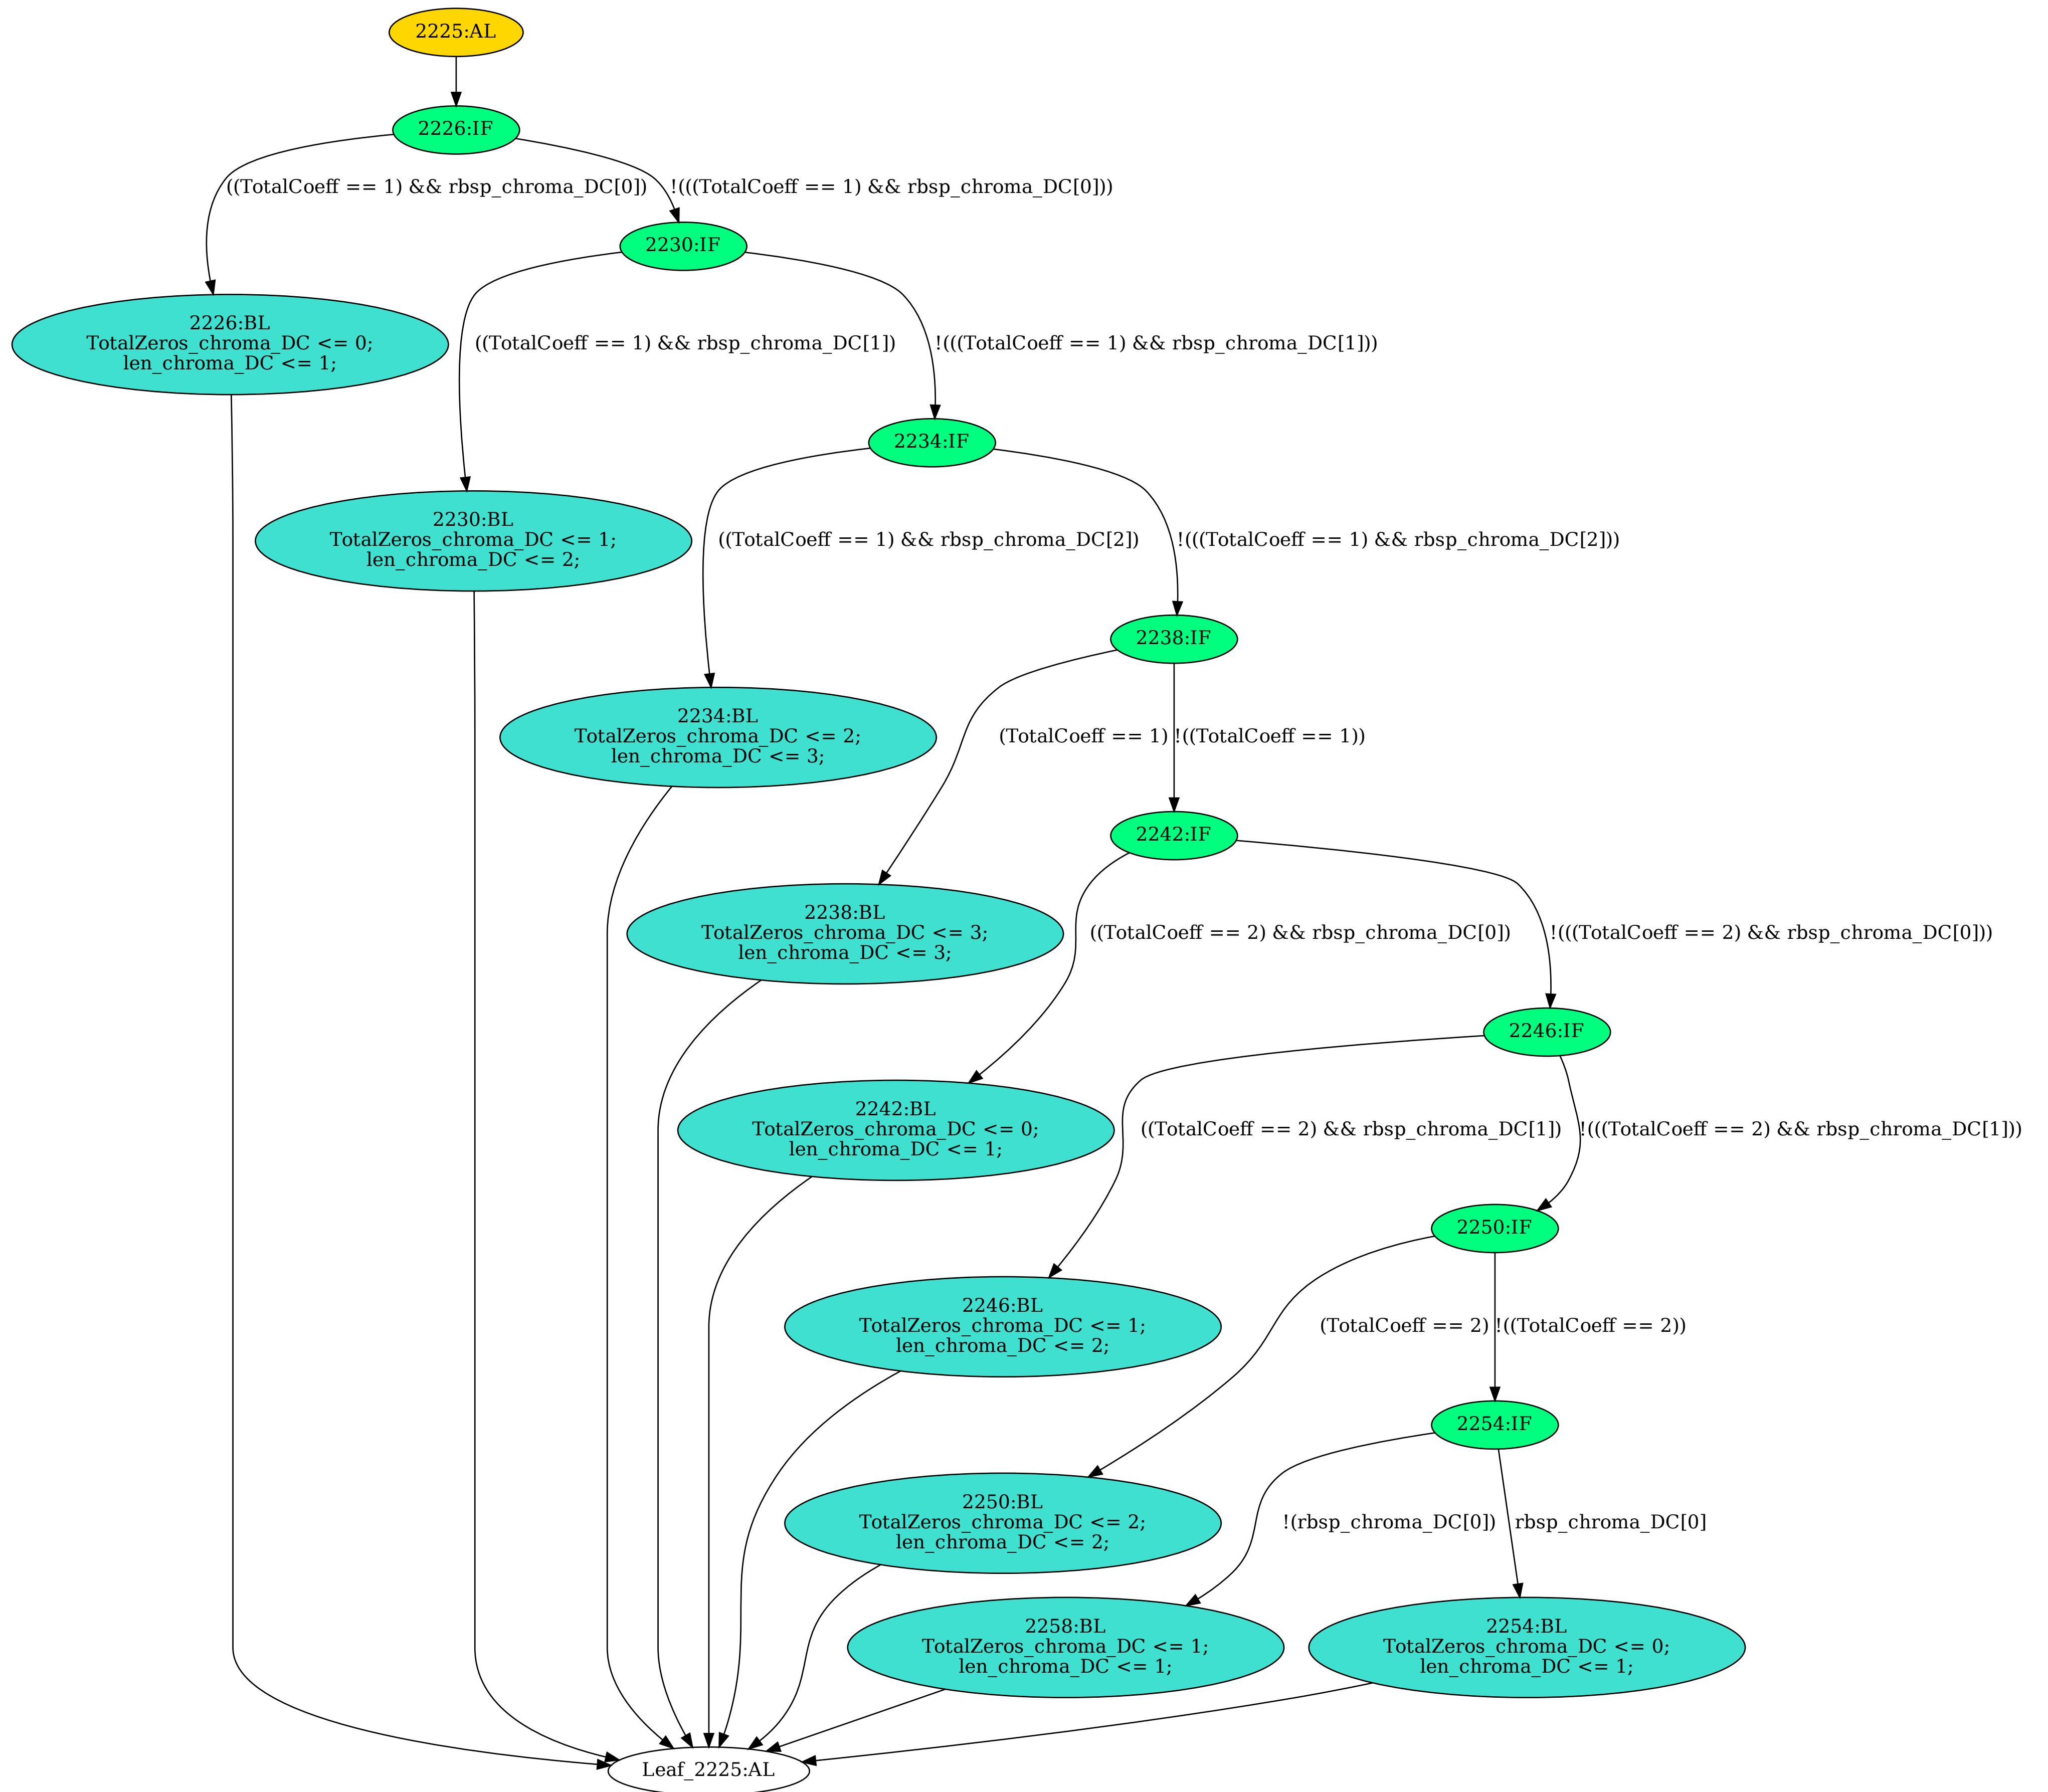 2225:AL
2226:IF
((TotalCoeff == 1) && rbsp_chroma_DC[0])
!(((TotalCoeff == 1) && rbsp_chroma_DC[0]))
2230:IF
2226:BL
TotalZeros_chroma_DC <= 0;
len_chroma_DC <= 1;
((TotalCoeff == 1) && rbsp_chroma_DC[1])
!(((TotalCoeff == 1) && rbsp_chroma_DC[1]))
2234:IF
2230:BL
TotalZeros_chroma_DC <= 1;
len_chroma_DC <= 2;
((TotalCoeff == 1) && rbsp_chroma_DC[2])
!(((TotalCoeff == 1) && rbsp_chroma_DC[2]))
2238:IF
2234:BL
TotalZeros_chroma_DC <= 2;
len_chroma_DC <= 3;
(TotalCoeff == 1)
!((TotalCoeff == 1))
2242:IF
2238:BL
TotalZeros_chroma_DC <= 3;
len_chroma_DC <= 3;
((TotalCoeff == 2) && rbsp_chroma_DC[0])
!(((TotalCoeff == 2) && rbsp_chroma_DC[0]))
2246:IF
2242:BL
TotalZeros_chroma_DC <= 0;
len_chroma_DC <= 1;
((TotalCoeff == 2) && rbsp_chroma_DC[1])
!(((TotalCoeff == 2) && rbsp_chroma_DC[1]))
2250:IF
2246:BL
TotalZeros_chroma_DC <= 1;
len_chroma_DC <= 2;
(TotalCoeff == 2)
!((TotalCoeff == 2))
2254:IF
2250:BL
TotalZeros_chroma_DC <= 2;
len_chroma_DC <= 2;
!(rbsp_chroma_DC[0])
rbsp_chroma_DC[0]
2258:BL
TotalZeros_chroma_DC <= 1;
len_chroma_DC <= 1;
2254:BL
TotalZeros_chroma_DC <= 0;
len_chroma_DC <= 1;
Leaf_2225:AL